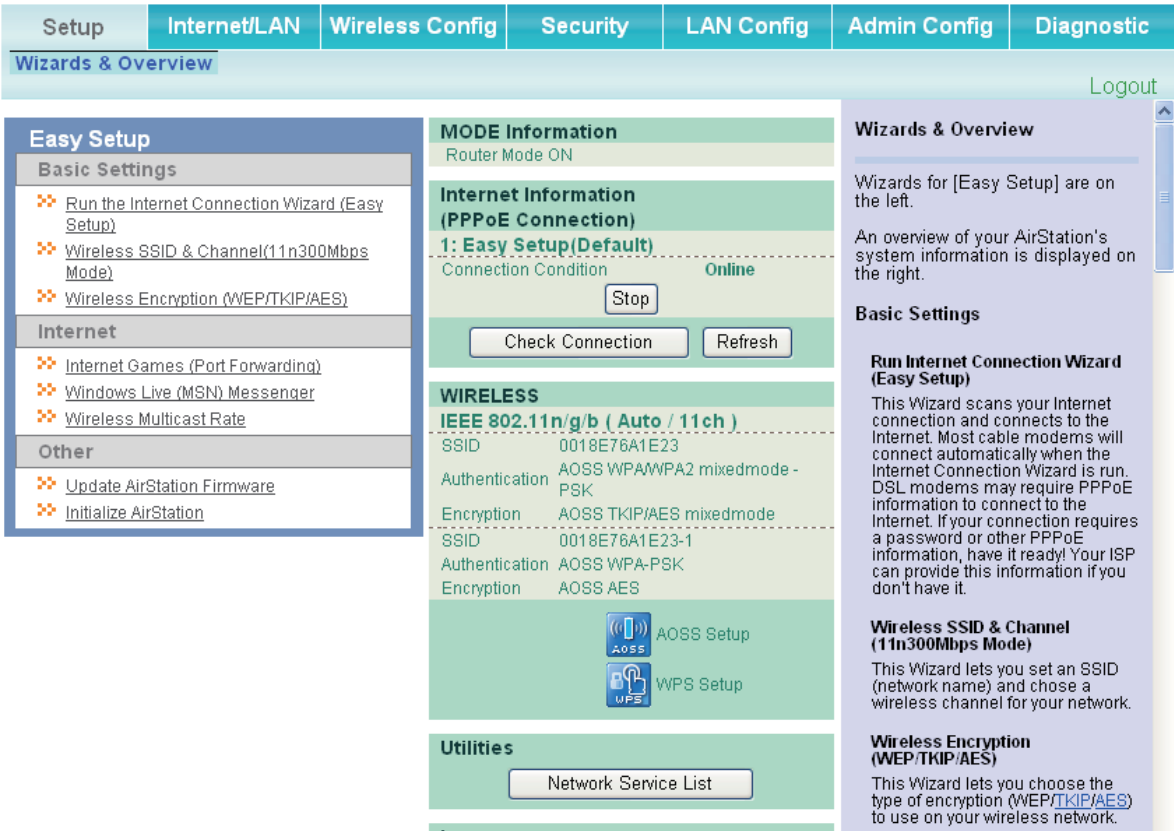 Setup
Internet/LAN
Wireless Config
Security
LAN Config
Admin Config
Diagnostic
Wizards & Overview
Logout
Easy Setup
Basic Settings
Run the Internet Connection Wizard (Easy
Setup)
Wireless SSID & Channel(11n300Mbps
Mode)
Wireless Encryption (WEP/TKIP/AES)
Internet
Internet Games (Port Forwarding)
Windows Live (MSN) Messenger
Wireless Multicast Rate
Other
Update AirStation Firmware
Initialize AirStation
MODE Information
Router Mode ON
Internet Information
(PPPoE Connection)
1: Easy Setup(Default)
Connection Condition Online
Stop
Check Connection Refresh
WIRELESS
IEEE 802.11n/g/b ( Auto / 11ch )
SSID 0018E76A1E23
Authentication AOSS WPA/WPA2 mixedmode -
PSK
Encryption AOSS TKIP/AES mixedmode
SSID 0018E76A1E23-1
Authentication AOSS WPA-PSK
Encryption AOSS AES
AOSS AOSS Setup
WPS WPS Setup
Utilities
Network Service List
Wizards & Overview
Wizards for [Easy Setup] are on
the left.
An overview of your AirStation's
system information is displayed on
the right.
Basic Settings
Run Internet Connection Wizard
(Easy Setup)
This Wizard scans your Internet
connection and connects to the
Internet. Most cable modems will
connect automatically when the
Internet Connection Wizard is run.
DSL modems may require PPPoE
information to connect to the
Internet. If your connection requires
a password or other PPPoE
information, have it ready! Your ISP
can provide this information if you
don't have it.
Wireless SSID & Channel
(11n300Mbps Mode)
This Wizard lets you set an SSID
(network name) and chose a
wireless channel for your network.
Wireless Encryption
(WEP/TKIP/AES)
This Wizard lets you choose the
type of encryption (WEP/TKIP/AES)
to use on your wireless network.